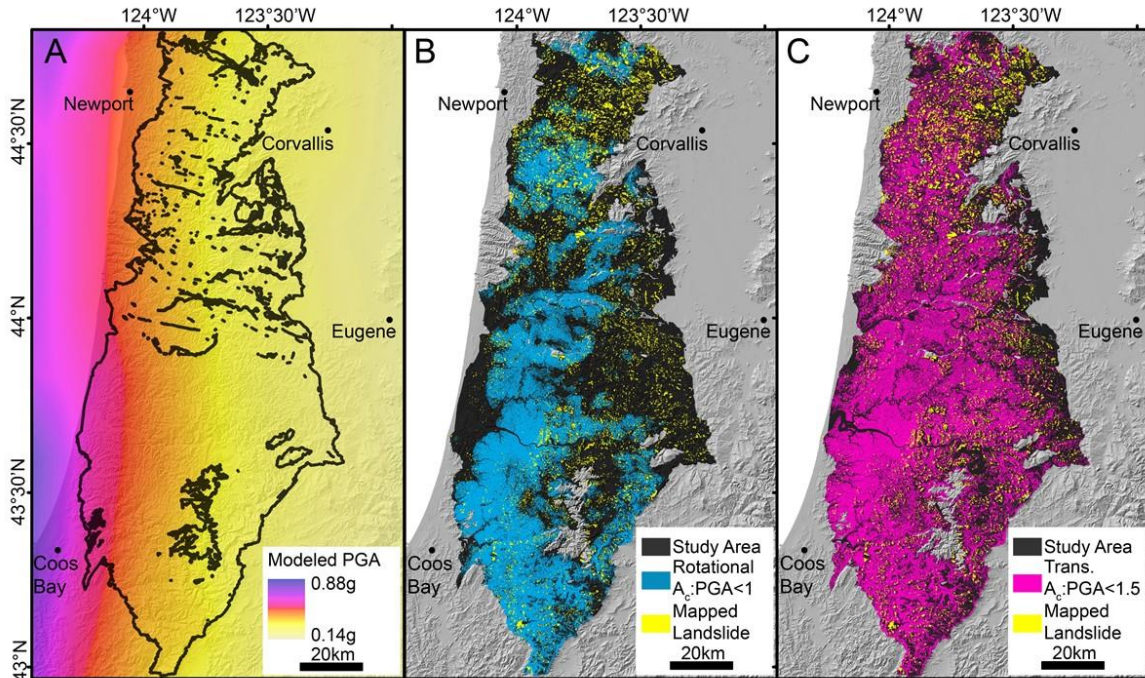 124°W 123°30'W 124°W 123°30'W 124°W 123°30'W
A B C
Newport Newport Newport
44°30'N
Corvallis Corvallis Corvallis
44°N
Eugene Eugene Eugene
43°30'N
Coos
Bay
Coos
Bay
Coos
Bay
43°N
Modeled PGA
0.88g
0.14g
20km
Study Area
Rotational
Ac:PGA<1
Mapped
Landslide
20km
Study Area
Trans.
Ac:PGA<1.5
Mapped
Landslide
20km